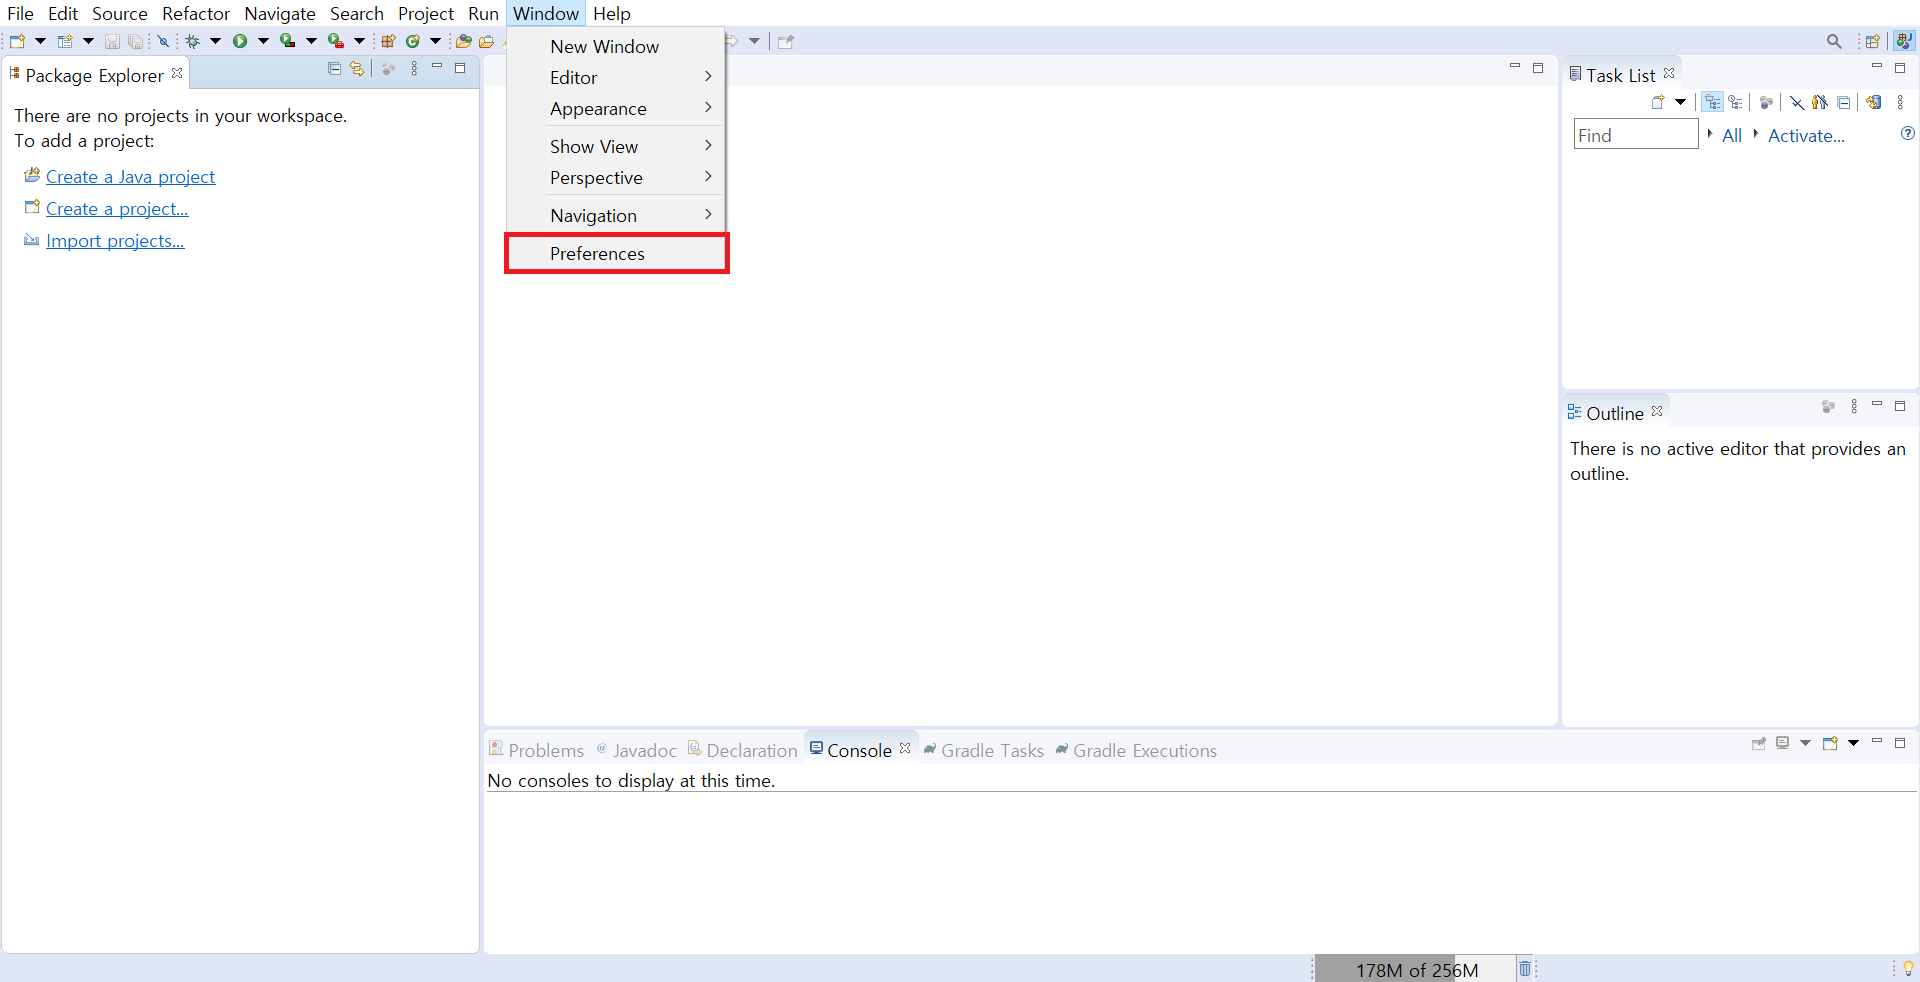 File Edit Source Refactor Navigate Search Project Run Window Help
Package Explorer
There are no projects in your workspace.
To add a project:
Create a Java project
Create a project...
Import projects...
New Window
Editor
Appearance
Show View
Perspective
Navigation
Preferences
Task List
Find
All
Activate...
Outline
There is no active editor that provides an
outline.
Problems
Javadoc
Declaration
Console
Gradle Tasks
Gradle Executions
No consoles to display at this time.
178M of 256M